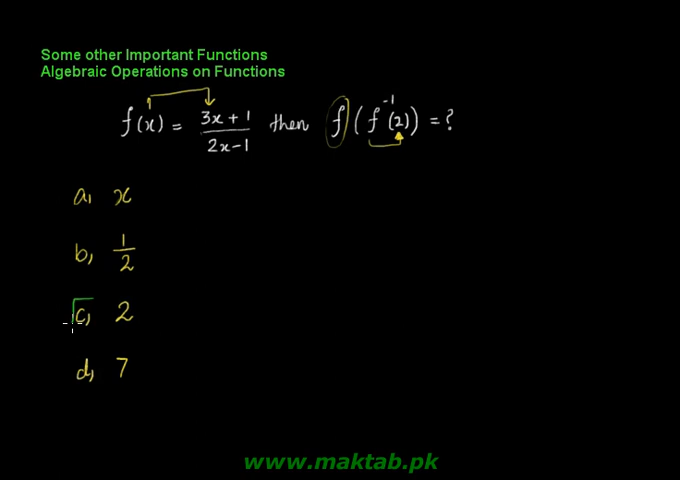 Some other Important Functions
Algebraic Operations on Functions
f(x) = (3x + 1)/(2x - 1) then f(f⁻¹(2)) = ?
a, x
b, 1/2
c, 2
d, 7
www.maktab.pk